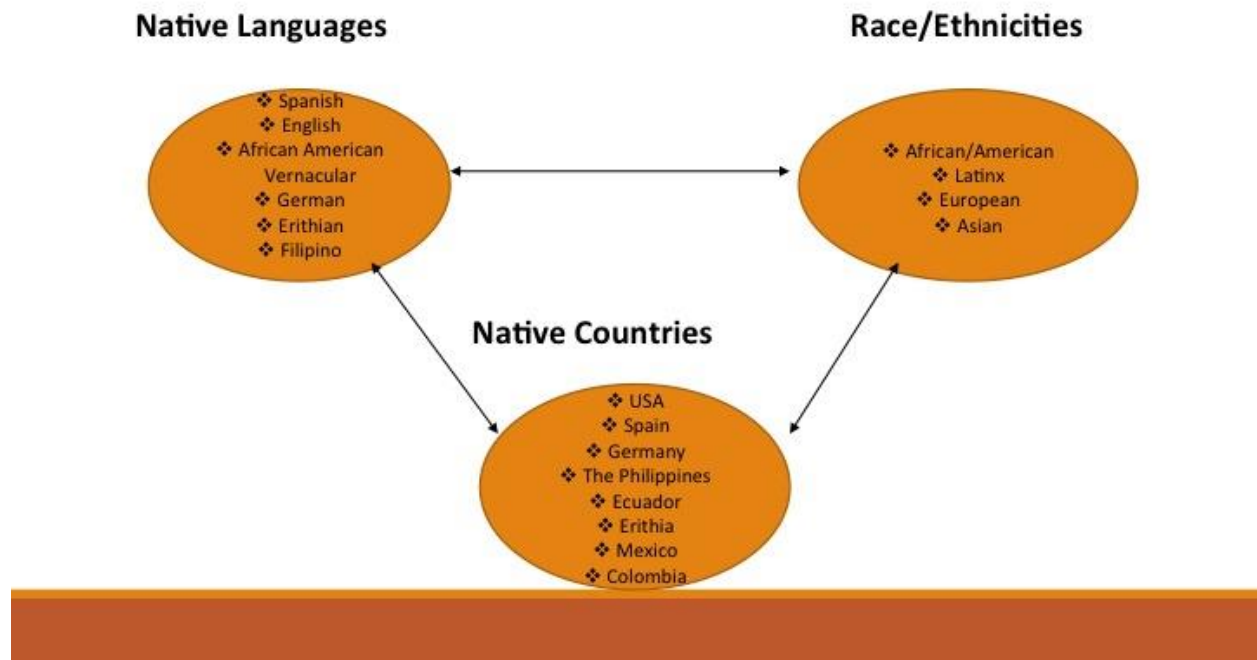 Native Languages
❖ Spanish
❖ English
❖ African American
Vernacular
❖ German
❖ Erithian
❖ Filipino
Race/Ethnicities
❖ African/American
❖ Latinx
❖ European
❖ Asian
Native Countries
❖ USA
❖ Spain
❖ Germany
❖ The Philippines
❖ Ecuador
❖ Erithia
❖ Mexico
❖ Colombia